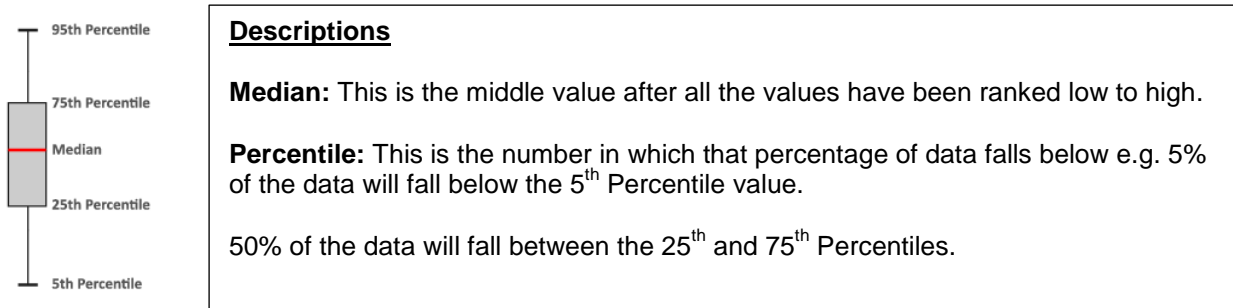 95th Percentile
75th Percentile
Median
25th Percentile
5th Percentile
Descriptions
Median: This is the middle value after all the values have been ranked low to high.
Percentile: This is the number in which that percentage of data falls below e.g. 5%
of the data will fall below the 5th Percentile value.
50% of the data will fall between the 25th and 75th Percentiles.